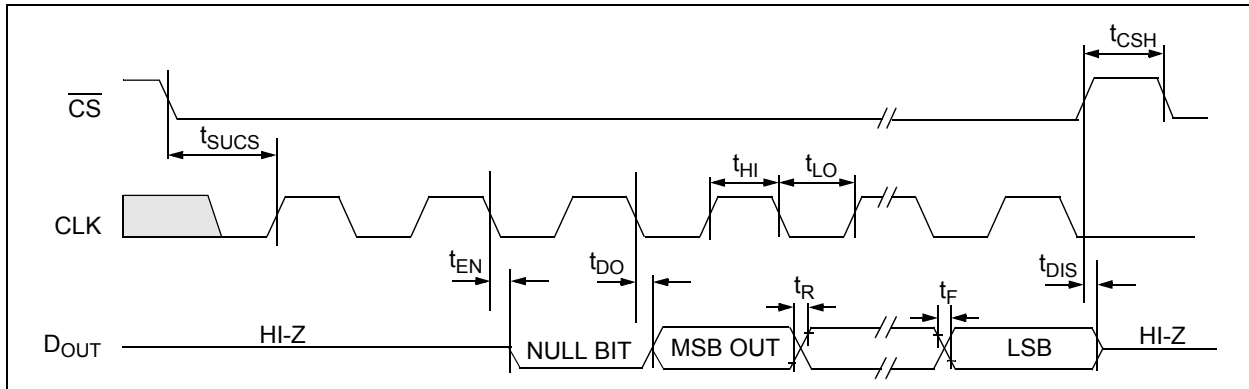 tCSH
CS
tSUCS
tHI tLO
CLK
tEN tDO tDIS
tR tF
HI-Z NULL BIT MSB OUT LSB HI-Z
DOUT